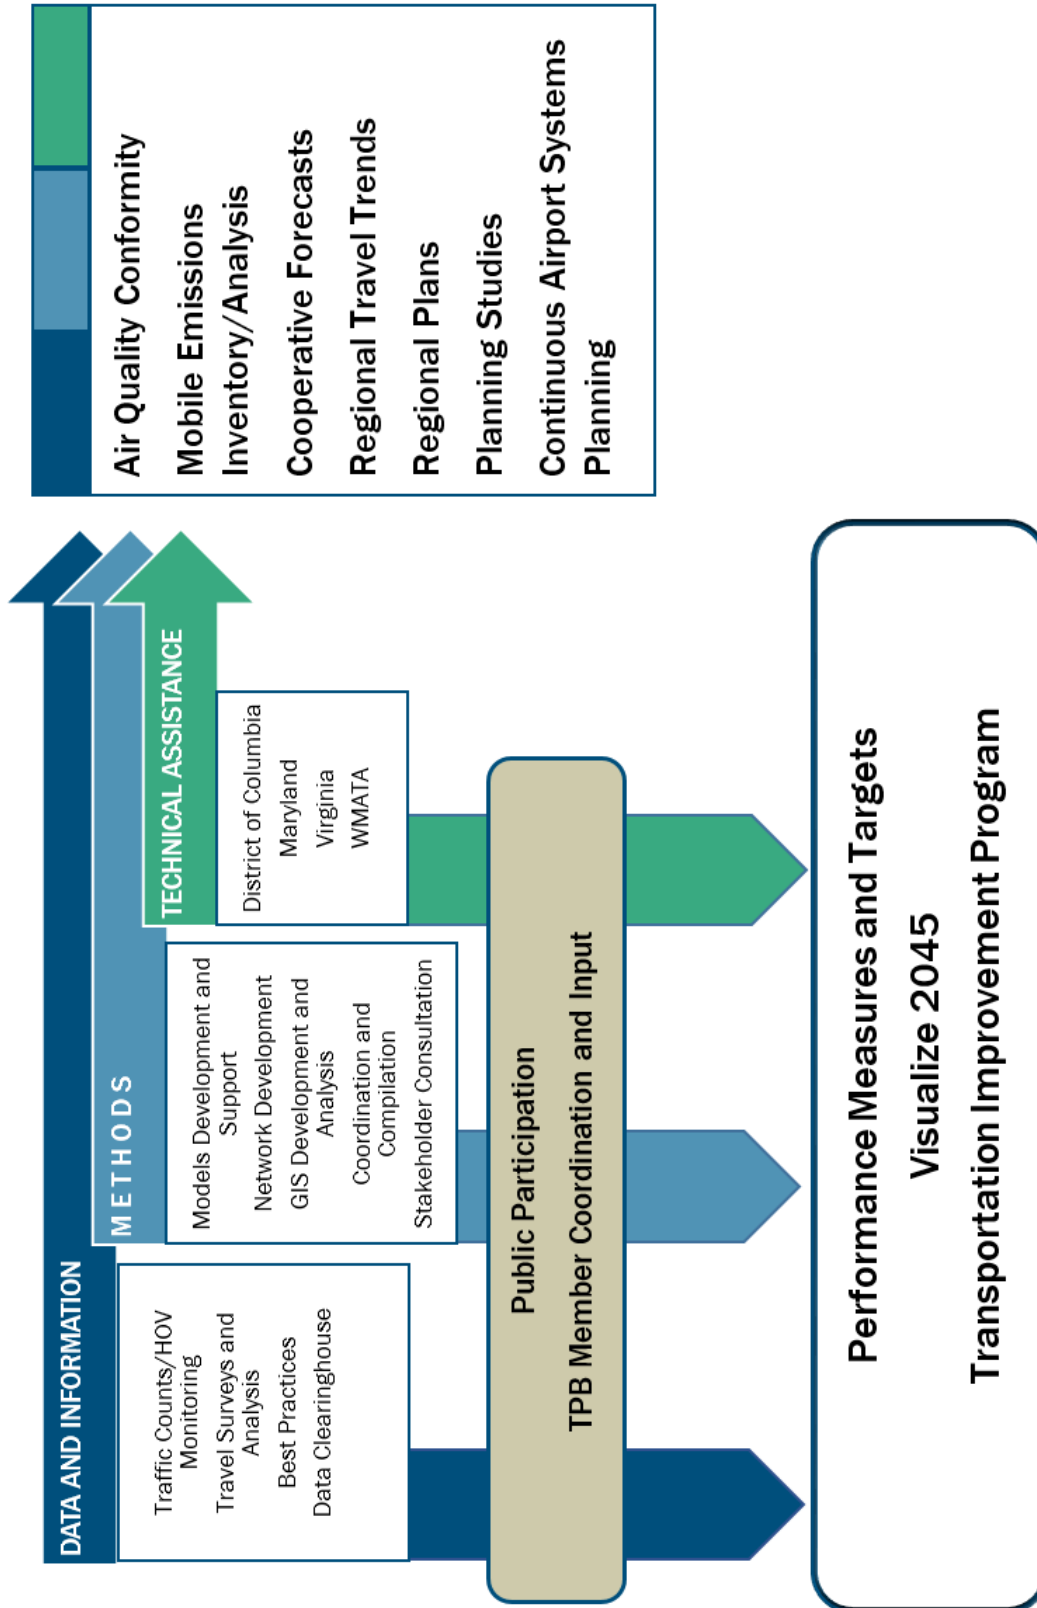 DATA AND INFORMATION
Traffic Counts/HOV
Monitoring
Travel Surveys and
Analysis
Best Practices
Data Clearinghouse
METHODS
Models Development and
Support
Network Development
GIS Development and
Analysis
Coordination and
Compilation
Stakeholder Consultation
TECHNICAL ASSISTANCE
District of Columbia
Maryland
Virginia
WMATA
Air Quality Conformity
Mobile Emissions
Inventory/Analysis
Cooperative Forecasts
Regional Travel Trends
Regional Plans
Planning Studies
Continuous Airport Systems
Planning
Public Participation
TPB Member Coordination and Input
Performance Measures and Targets
Visualize 2045
Transportation Improvement Program